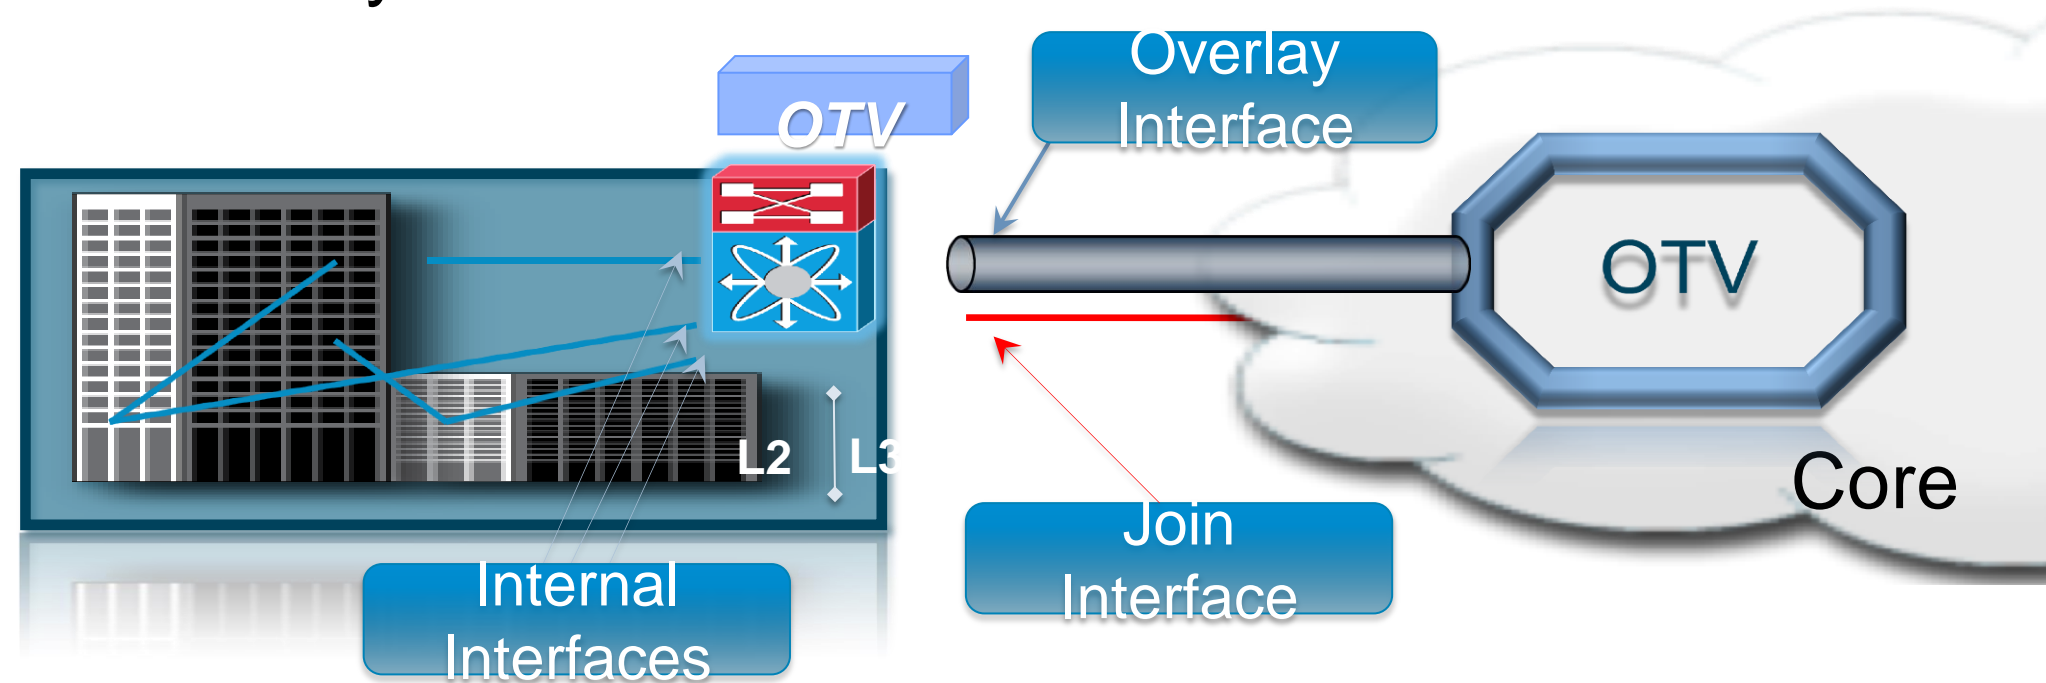 OTV
Overlay
Interface
OTV
L2
L3
Core
Join
Interface
Internal
Interfaces